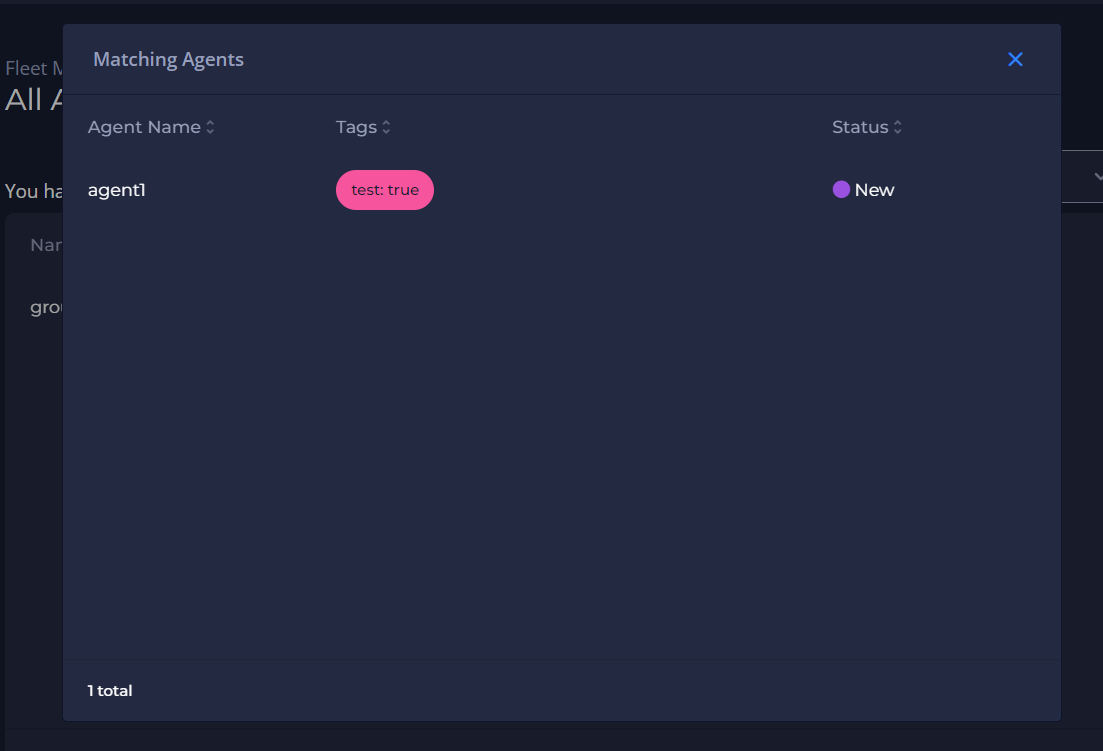 Matching Agents
Fleet M
All A
Agent Name Tags Status
You ha
agent1 test: true New
Nar
grou
1 total